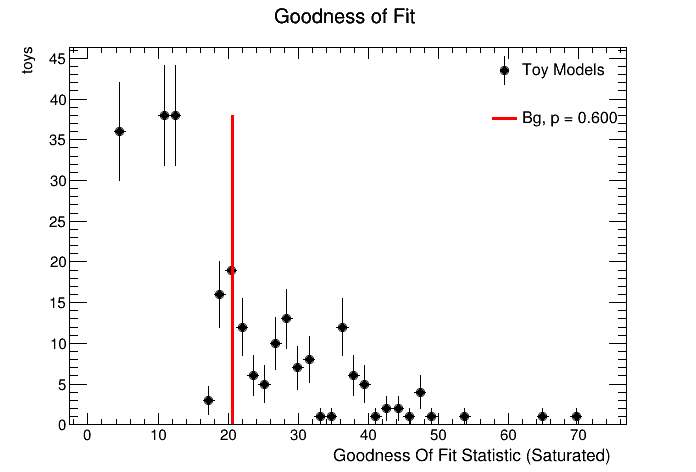 Goodness of Fit
toys
45
40
35
30
25
20
15
10
5
0
Toy Models
Bg, p = 0.600
0 10 20 30 40 50 60 70
Goodness Of Fit Statistic (Saturated)